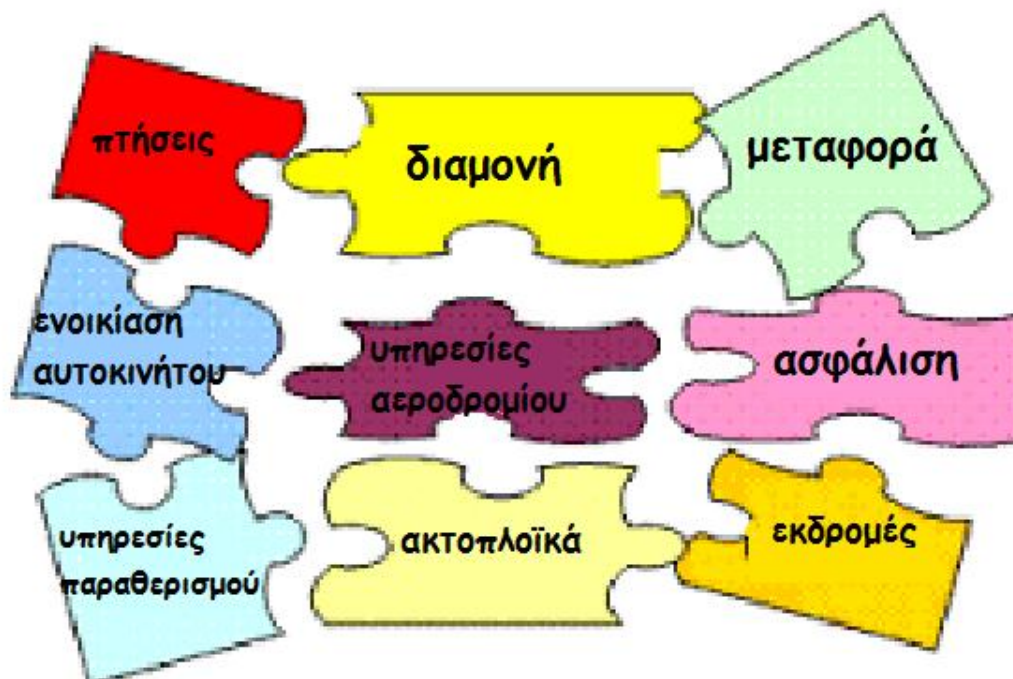 πτήσεις
διαμονή
μεταφορά
ενοικίαση
αυτοκινήτου
υπηρεσίες
αεροδρομίου
ασφάλιση
υπηρεσίες
παραθερισμού
ακτοπλοϊκά
εκδρομές